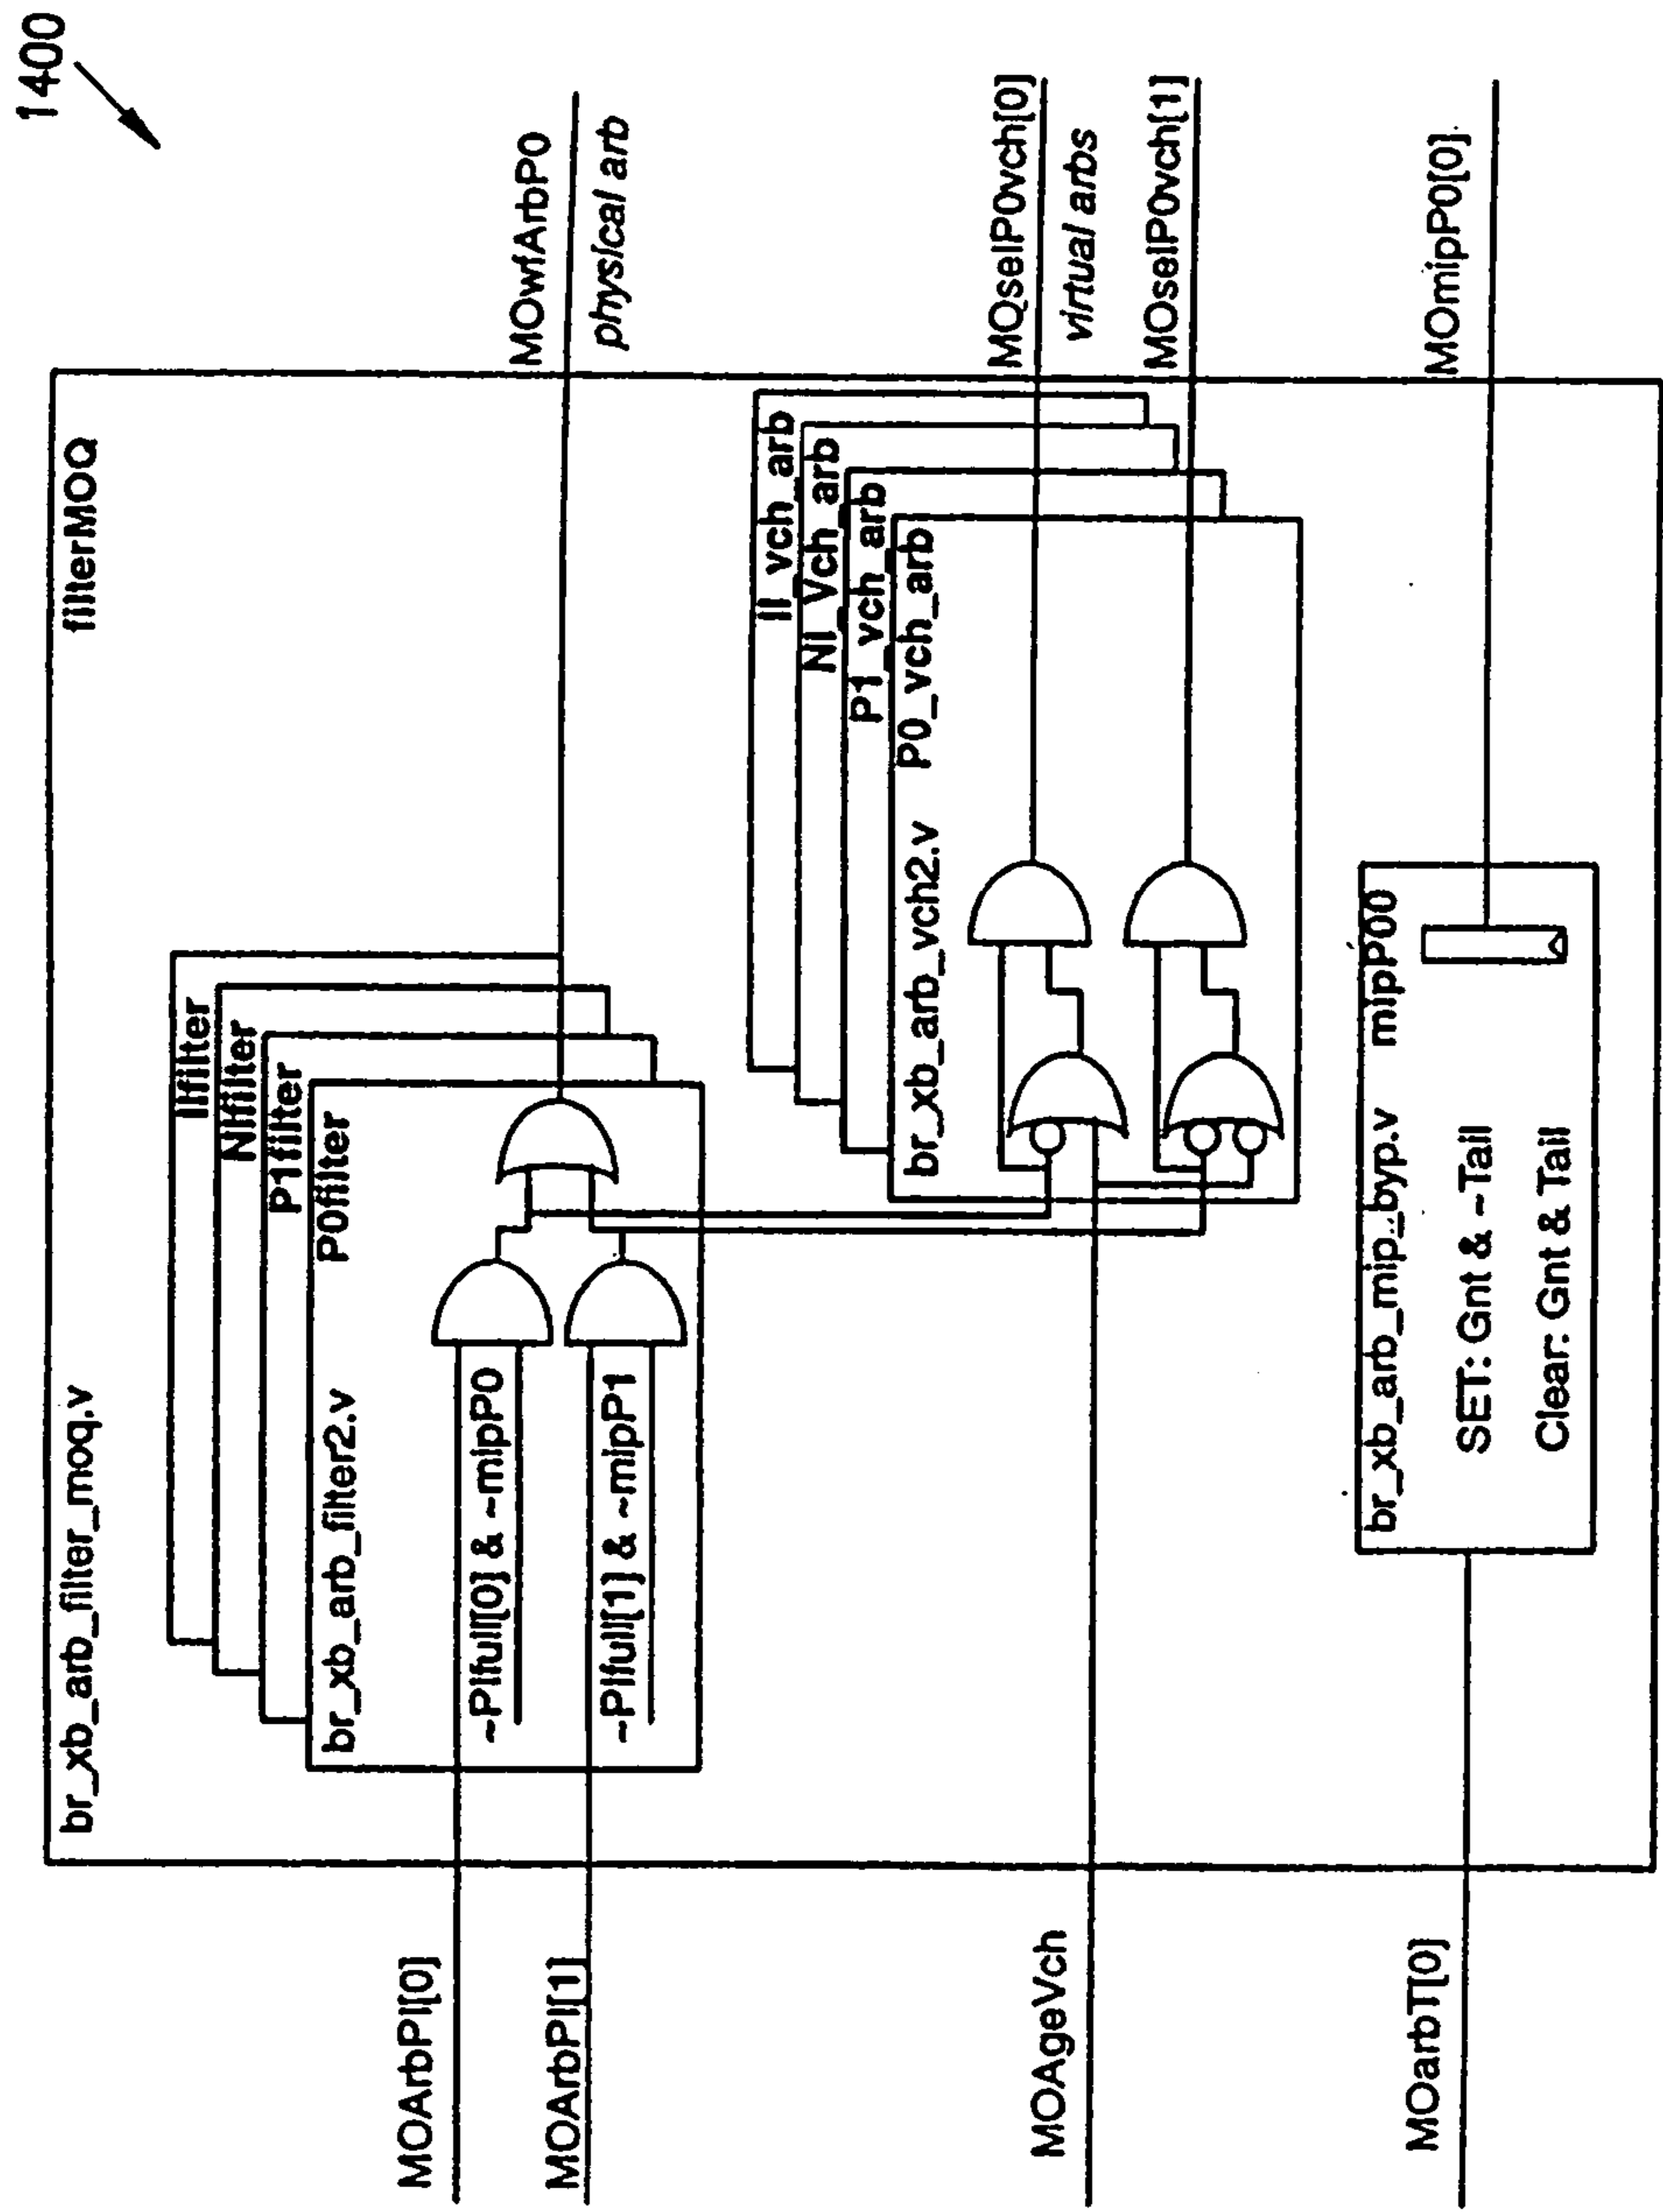 1400
br_xb_arb_filter_moq.v
filterMOQ
IIfilter
NIfilter
P1filter
br_xb_arb_filter2.v
P0filter
MOArbPI[0]
~PIfull[0] & ~mipP0
MOArbPI[1]
~PIfull[1] & ~mipP1
MOwfArbP0
physical arb
II_vch_arb
NI_Vch_arb
P1_vch_arb
br_xb_arb_vch2.v
P0_vch_arb
MOAgeVch
MQselP0vch[0]
virtual arbs
MOselP0vch[1]
MOarbT[0]
br_xb_arb_mip_byp.v
mipP00
SET: Gnt & ~Tail
Clear: Gnt & Tail
MOmipP0[0]